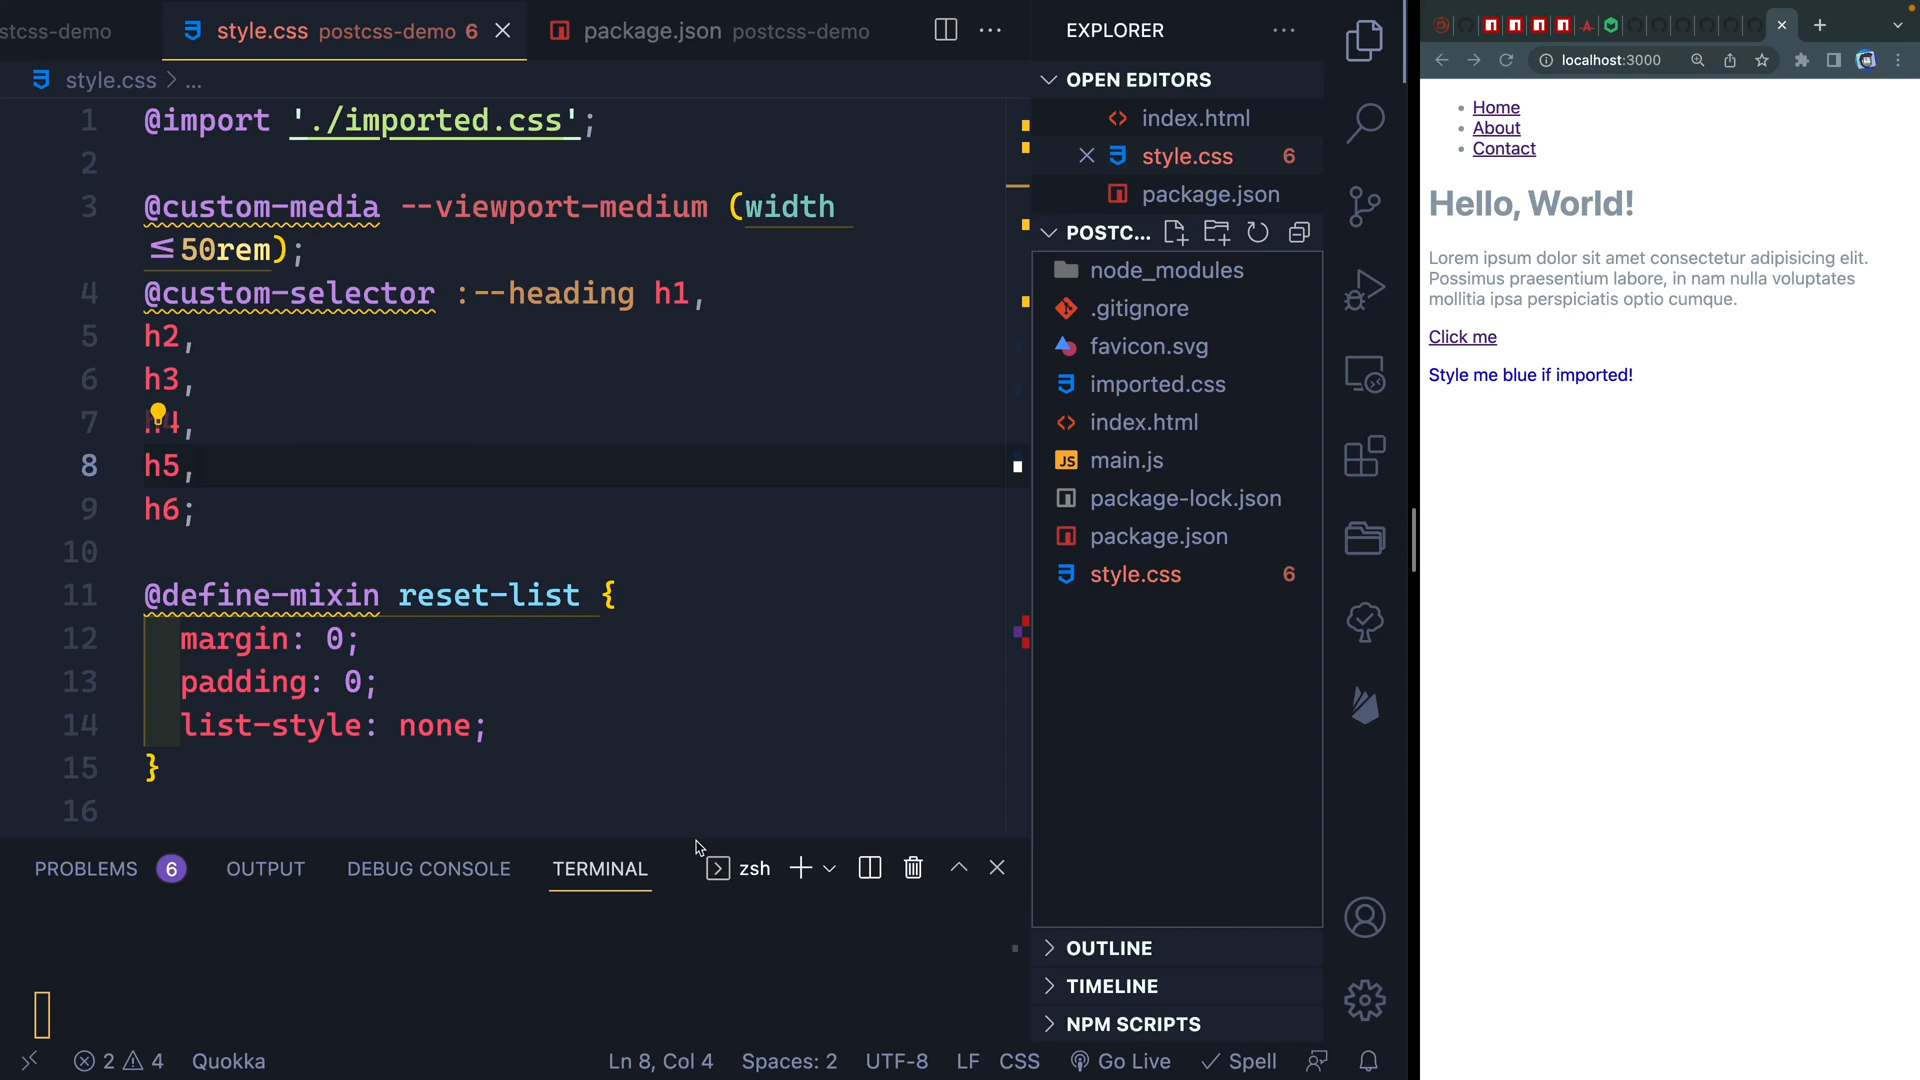 stcss-demo
style.css postcss-demo 6
package.json postcss-demo
style.css > ...
1 @import './imported.css';
2
3 @custom-media --viewport-medium (width
≤50rem);
4 @custom-selector :--heading h1,
5 h2,
6 h3,
7 h4,
8 h5,
9 h6;
10
11 @define-mixin reset-list {
12 margin: 0;
13 padding: 0;
14 list-style: none;
15 }
16
PROBLEMS 6 OUTPUT DEBUG CONSOLE TERMINAL zsh
EXPLORER
OPEN EDITORS
index.html
style.css 6
package.json
POSTC...
node_modules
.gitignore
favicon.svg
imported.css
index.html
JS main.js
package-lock.json
package.json
style.css 6
OUTLINE
TIMELINE
NPM SCRIPTS
2 4 Quokka Ln 8, Col 4 Spaces: 2 UTF-8 LF CSS Go Live Spell
localhost:3000
Home
About
Contact
Hello, World!
Lorem ipsum dolor sit amet consectetur adipisicing elit.
Possimus praesentium labore, in nam nulla voluptates
mollitia ipsa perspiciatis optio cumque.
Click me
Style me blue if imported!